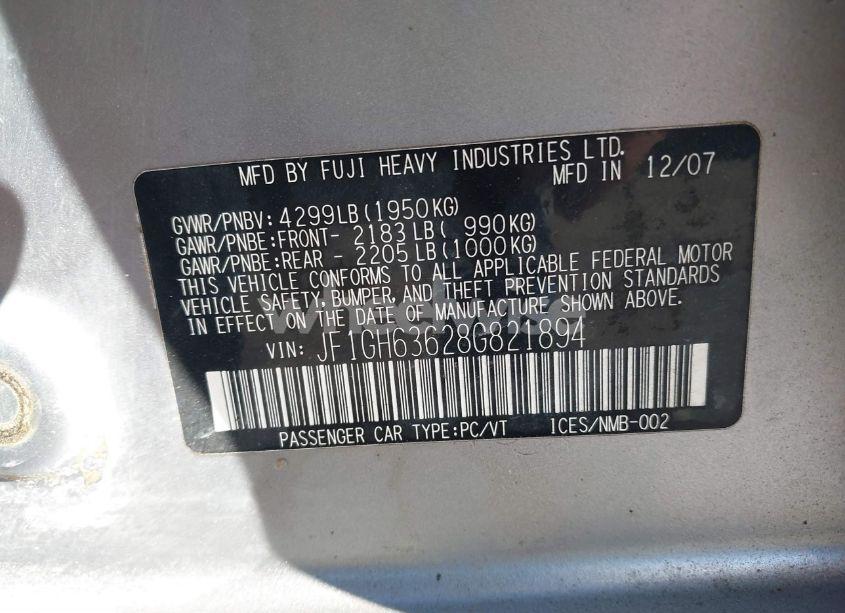 MFD BY FUJI HEAVY INDUSTRIES LTD.
MFD IN 12/07
GVWR/PNBV: 4299LB(1950KG)
GAWR/PNBE:FRONT- 2183LB( 990KG)
GAWR/PNBE:REAR - 2205LB(1000KG)
THIS VEHICLE CONFORMS TO ALL APPLICABLE FEDERAL MOTOR
VEHICLE SAFETY, BUMPER, AND THEFT PREVENTION STANDARDS
IN EFFECT ON THE DATE OF MANUFACTURE SHOWN ABOVE.
VIN: JF1GH63628G821894
PASSENGER CAR TYPE:PC/VT ICES/NMB-002